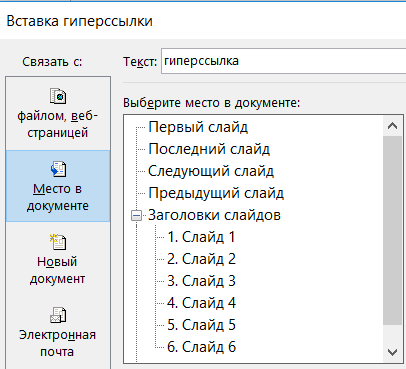 Вставка гиперссылки
Связать с:
Текст: гиперссылка
файлом, веб-
страницей
Место в
документе
Новый
документ
Электронная
почта
Выберите место в документе:
Первый слайд
Последний слайд
Следующий слайд
Предыдущий слайд
Заголовки слайдов
1. Слайд 1
2. Слайд 2
3. Слайд 3
4. Слайд 4
5. Слайд 5
6. Слайд 6